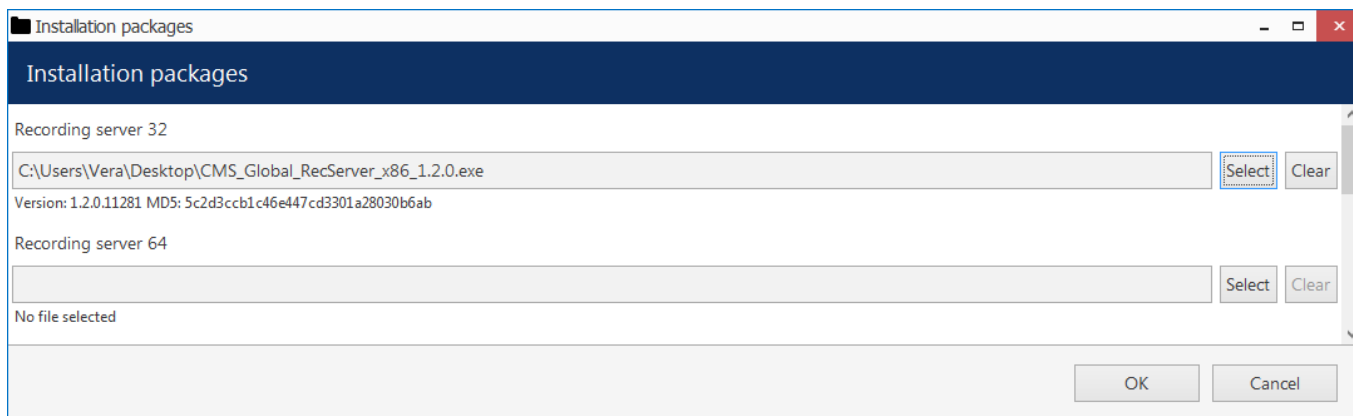 Installation packages
Installation packages
Recording server 32
C:\Users\Vera\Desktop\CMS_Global_RecServer_x86_1.2.0.exe
Select
Clear
Version: 1.2.0.11281 MD5: 5c2d3ccb1c46e447cd3301a28030b6ab
Recording server 64
Select
Clear
No file selected
OK
Cancel